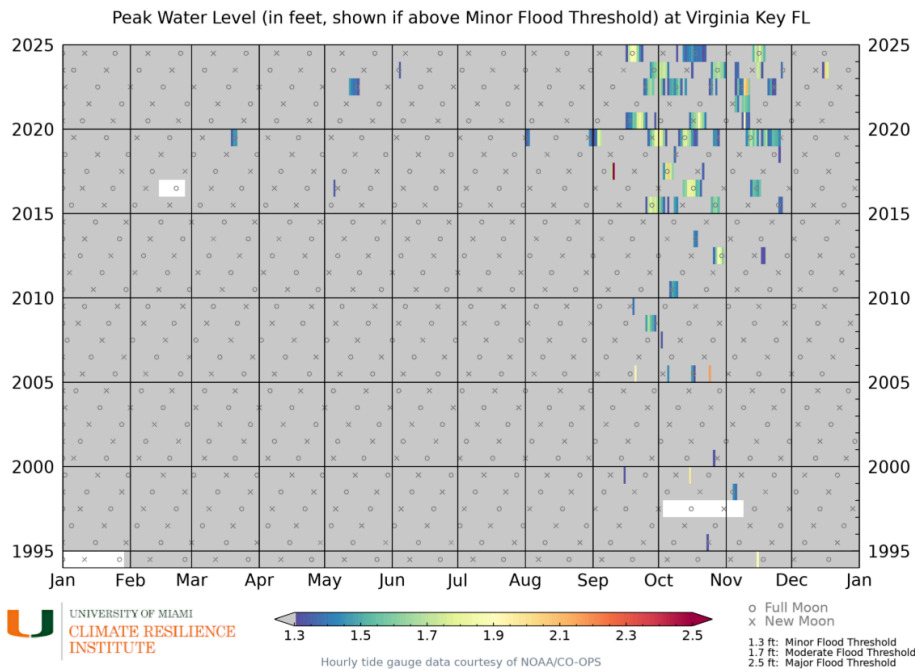 Peak Water Level (in feet, shown if above Minor Flood Threshold) at Virginia Key FL
2025 2025
2020 2020
2015 2015
2010 2010
2005 2005
2000 2000
1995 1995
Jan Feb Mar Apr May Jun Jul Aug Sep Oct Nov Dec Jan
U
UNIVERSITY OF MIAMI
CLIMATE RESILIENCE
INSTITUTE
1.3 1.5 1.7 1.9 2.1 2.3 2.5
Hourly tide gauge data courtesy of NOAA/CO-OPS
o Full Moon
x New Moon
1.3 ft: Minor Flood Threshold
1.7 ft: Moderate Flood Threshold
2.5 ft: Major Flood Threshold